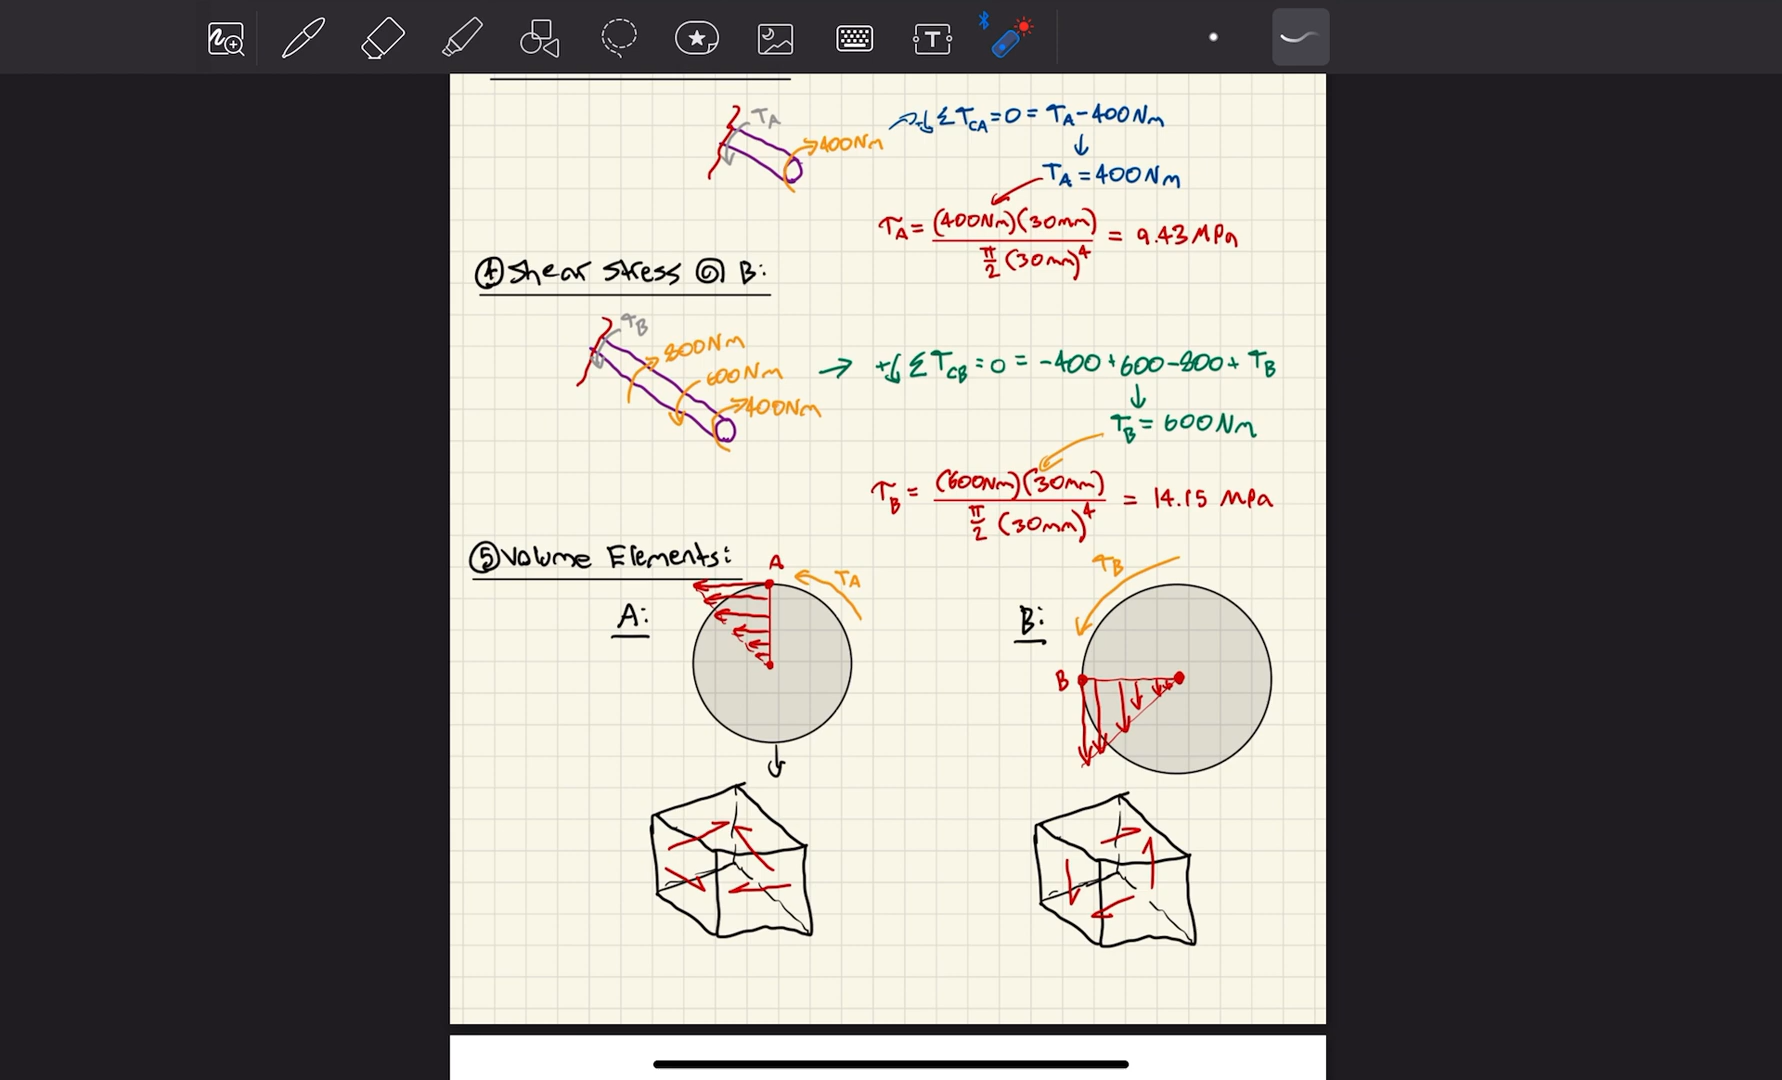 T_A
400Nm
+↓ ΣT_CA = 0 = T_A - 400Nm
↓
T_A = 400Nm
τ_A = (400Nm)(30mm) / π/2 (30mm)^4 = 9.43 MPa
④ Shear Stress @ B:
T_B
800Nm
600Nm
400Nm
→ +↓ ΣT_CB = 0 = -400+600-800+ T_B
↓
T_B = 600Nm
τ_B = (600Nm)(30mm) / π/2 (30mm)^4 = 14.15 MPa
⑤ Volume Elements:
A
T_A
T_B
A:
B:
B